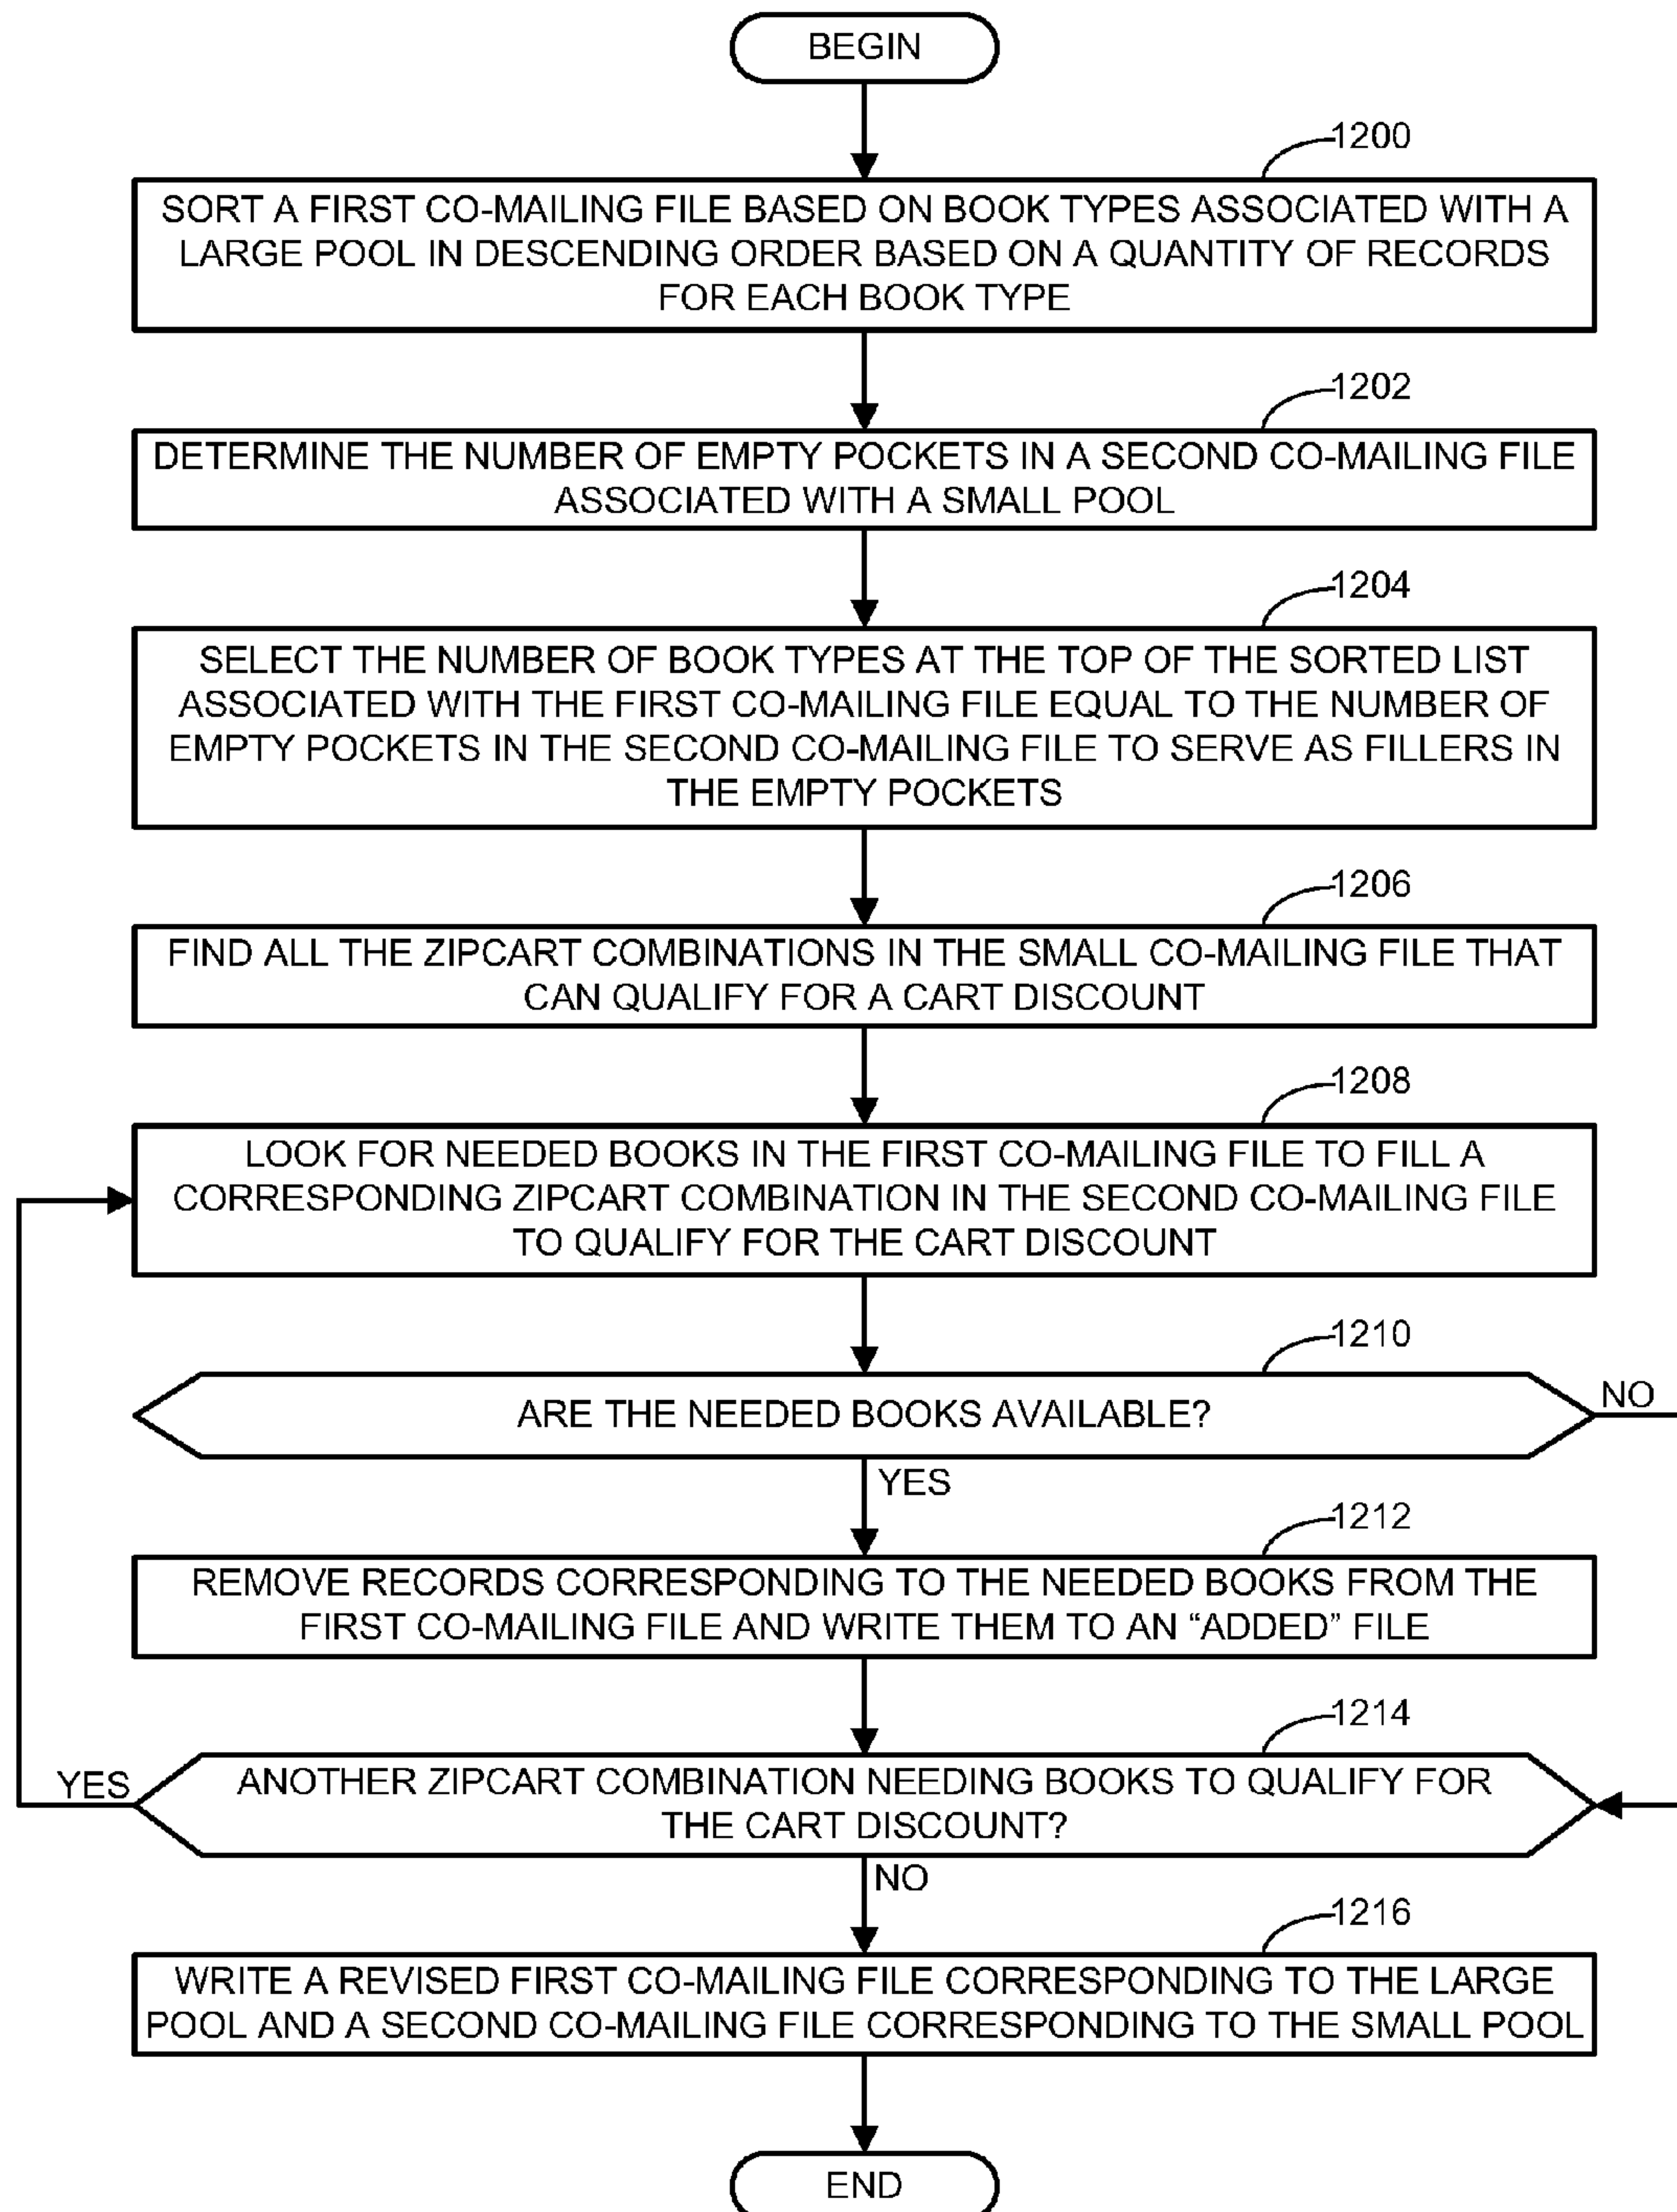 BEGIN
1200
SORT A FIRST CO-MAILING FILE BASED ON BOOK TYPES ASSOCIATED WITH A
LARGE POOL IN DESCENDING ORDER BASED ON A QUANTITY OF RECORDS
FOR EACH BOOK TYPE
1202
DETERMINE THE NUMBER OF EMPTY POCKETS IN A SECOND CO-MAILING FILE
ASSOCIATED WITH A SMALL POOL
1204
SELECT THE NUMBER OF BOOK TYPES AT THE TOP OF THE SORTED LIST
ASSOCIATED WITH THE FIRST CO-MAILING FILE EQUAL TO THE NUMBER OF
EMPTY POCKETS IN THE SECOND CO-MAILING FILE TO SERVE AS FILLERS IN
THE EMPTY POCKETS
1206
FIND ALL THE ZIPCART COMBINATIONS IN THE SMALL CO-MAILING FILE THAT
CAN QUALIFY FOR A CART DISCOUNT
1208
LOOK FOR NEEDED BOOKS IN THE FIRST CO-MAILING FILE TO FILL A
CORRESPONDING ZIPCART COMBINATION IN THE SECOND CO-MAILING FILE
TO QUALIFY FOR THE CART DISCOUNT
1210
ARE THE NEEDED BOOKS AVAILABLE?
NO
YES
1212
REMOVE RECORDS CORRESPONDING TO THE NEEDED BOOKS FROM THE
FIRST CO-MAILING FILE AND WRITE THEM TO AN “ADDED” FILE
1214
YES
ANOTHER ZIPCART COMBINATION NEEDING BOOKS TO QUALIFY FOR
THE CART DISCOUNT?
NO
1216
WRITE A REVISED FIRST CO-MAILING FILE CORRESPONDING TO THE LARGE
POOL AND A SECOND CO-MAILING FILE CORRESPONDING TO THE SMALL POOL
END